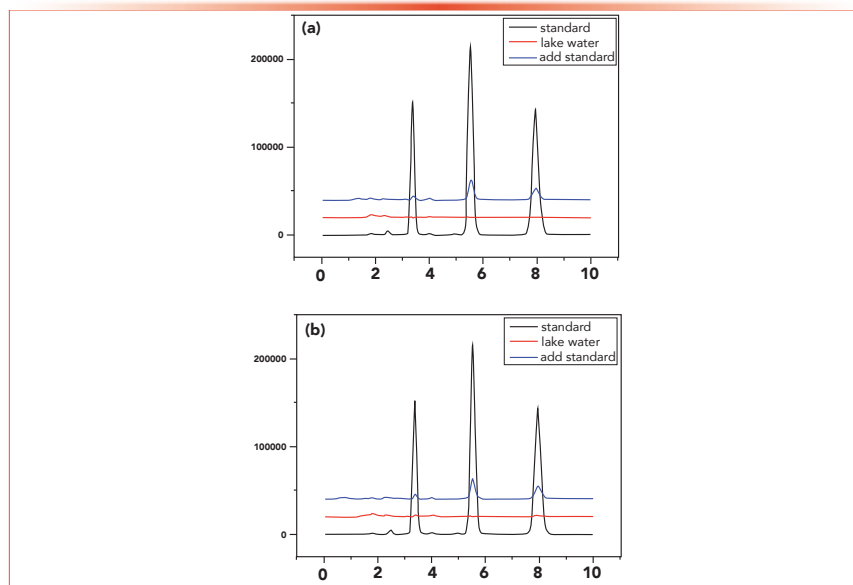 (a)
standard
lake water
add standard
200000
100000
0
0 2 4 6 8 10
(b)
standard
lake water
add standard
200000
100000
0
0 2 4 6 8 10